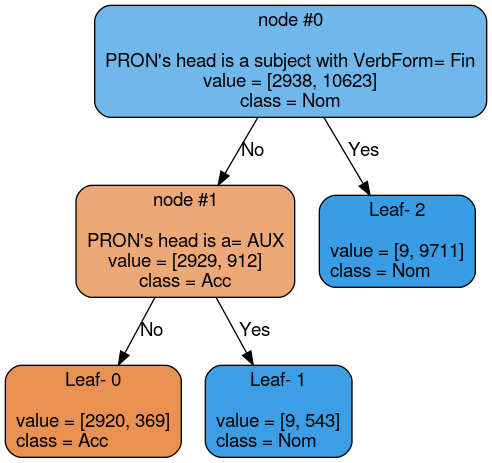 node #0
PRON's head is a subject with VerbForm= Fin
value = [2938, 10623]
class = Nom
No
Yes
node #1
PRON's head is a= AUX
value = [2929, 912]
class = Acc
Leaf- 2
value = [9, 9711]
class = Nom
No
Yes
Leaf- 0
value = [2920, 369]
class = Acc
Leaf- 1
value = [9, 543]
class = Nom